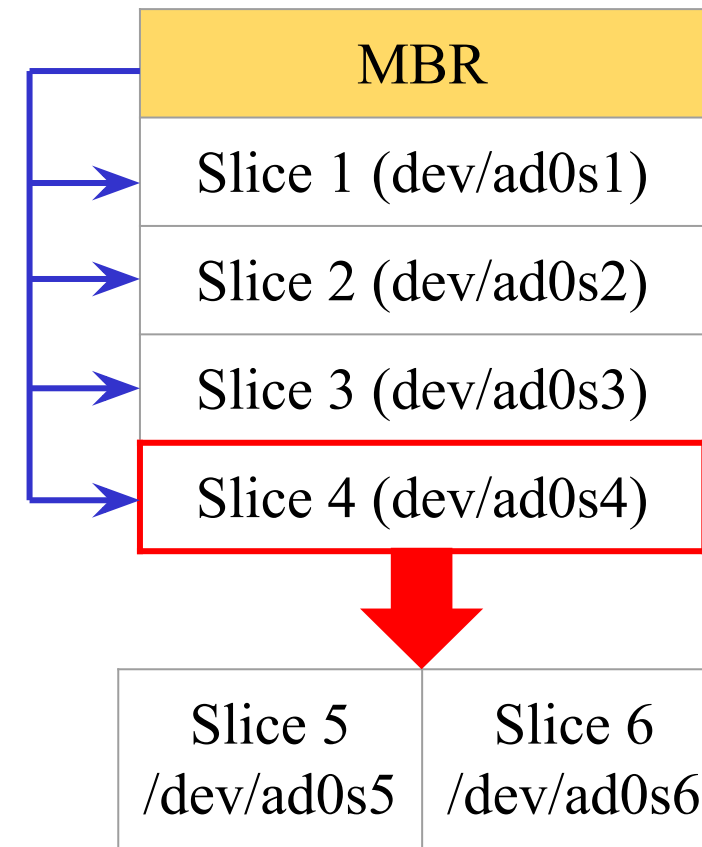 MBR
Slice 1 (dev/ad0s1)
Slice 2 (dev/ad0s2)
Slice 3 (dev/ad0s3)
Slice 4 (dev/ad0s4)
Slice 5
/dev/ad0s5
Slice 6
/dev/ad0s6